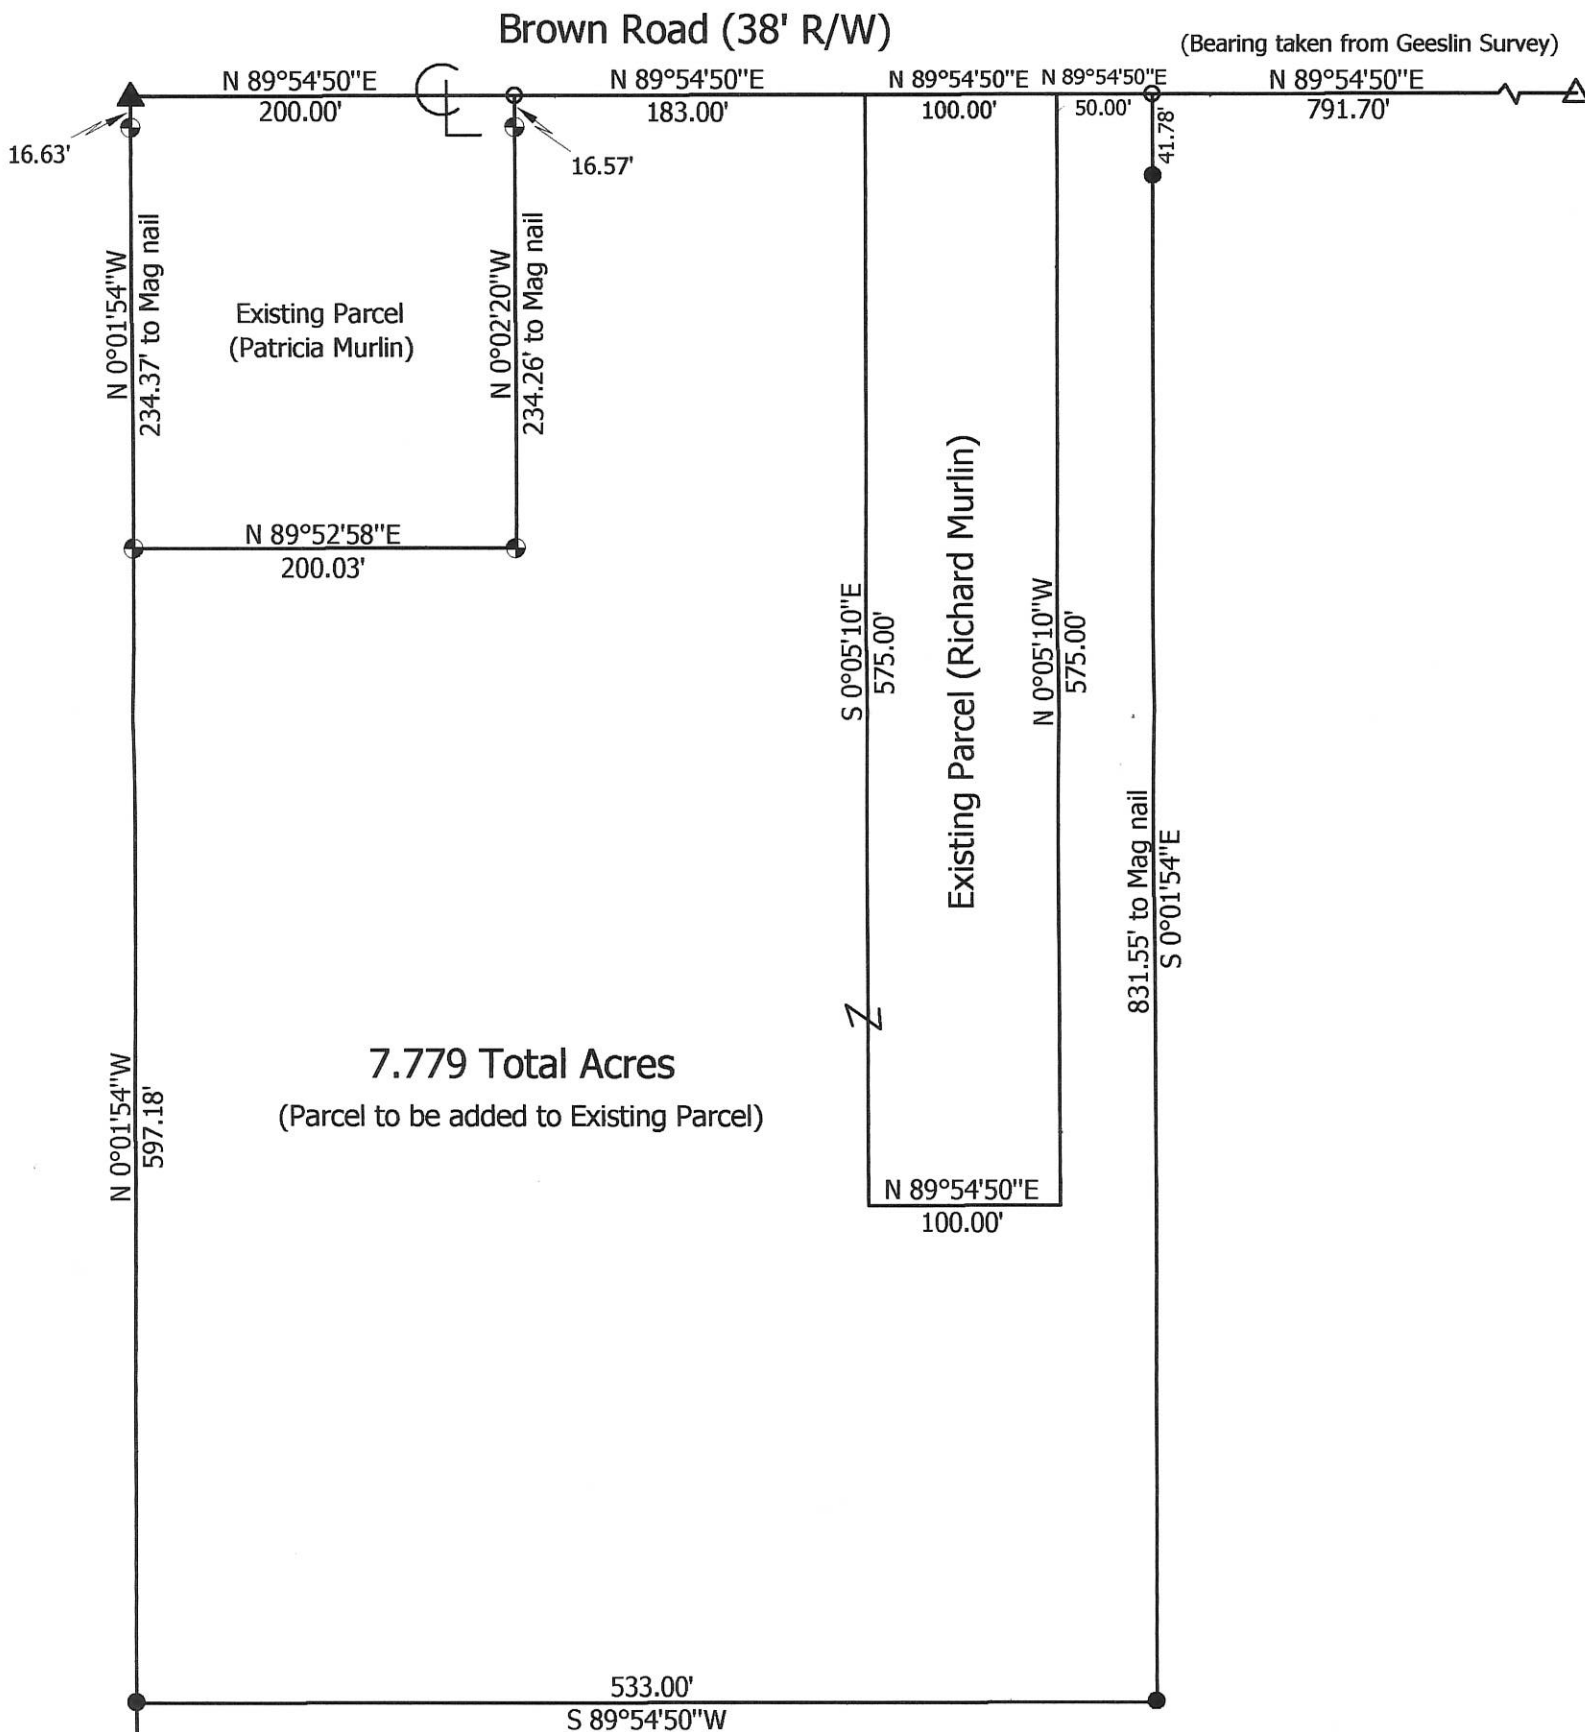 Brown Road (38' R/W)
(Bearing taken from Geeslin Survey)
N 89°54'50"E
200.00'
N 89°54'50"E
183.00'
N 89°54'50"E
100.00'
N 89°54'50"E
50.00'
N 89°54'50"E
791.70'
CL
16.63'
16.57'
41.78'
N 0°01'54"W
234.37' to Mag nail
Existing Parcel
(Patricia Murlin)
N 0°02'20"W
234.26' to Mag nail
N 89°52'58"E
200.03'
S 0°05'10"E
575.00'
Existing Parcel (Richard Murlin)
N 0°05'10"W
575.00'
831.55' to Mag nail
S 0°01'54"E
7.779 Total Acres
(Parcel to be added to Existing Parcel)
N 0°01'54"W
597.18'
N 89°54'50"E
100.00'
533.00'
S 89°54'50"W